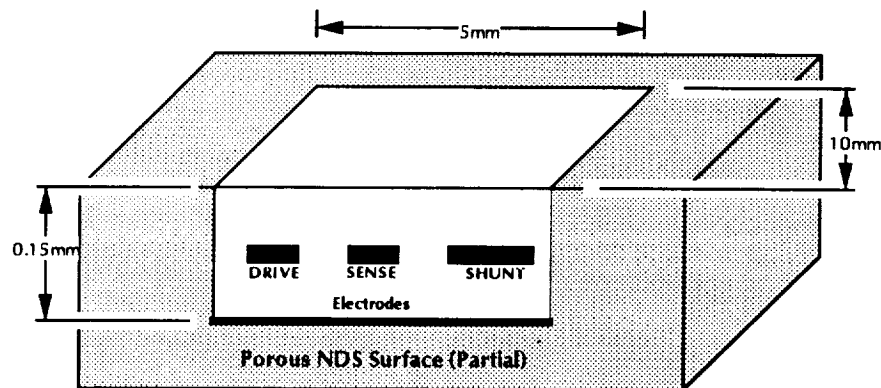 5mm
10mm
0.15mm
DRIVE SENSE SHUNT
Electrodes
Porous NDS Surface (Partial)